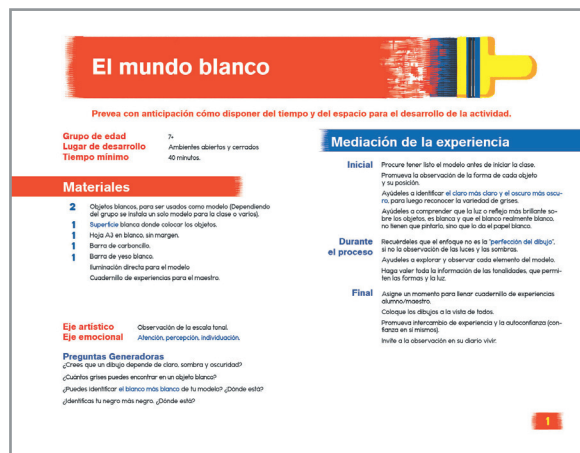 El mundo blanco
Prevea con anticipación cómo disponer del tiempo y del espacio para el desarrollo de la actividad.
Grupo de edad 7+
Lugar de desarrollo Ambientes abiertos y cerrados
Tiempo mínimo 40 minutos.
Materiales
2 Objetos blancos, para ser usados como modelo (Dependiendo
del grupo se instala un solo modelo para la clase o varios).
1 Superficie blanca donde colocar los objetos.
1 Hoja A3 en blanco, sin margen.
1 Barra de carboncillo.
1 Barra de yeso blanco.
Iluminación directa para el modelo
Cuadernillo de experiencias para el maestro.
Eje artístico Observación de la escala tonal.
Eje emocional Atención, percepción, individuación.
Preguntas Generadoras
¿Crees que un dibujo depende de claro, sombra y oscuridad?
¿Cuántos grises puedes encontrar en un objeto blanco?
¿Puedes identificar el blanco más blanco de tu modelo? ¿Dónde está?
¿Identificas tu negro más negro. ¿Dónde está?
Mediación de la experiencia
Inicial Procure tener listo el modelo antes de iniciar la clase.
Promueva la observación de la forma de cada objeto
y su posición.
Ayúdeles a identificar el claro más claro y el oscuro más oscu-
ro, para luego reconocer la variedad de grises.
Ayúdeles a comprender que la luz o reflejo más brillante so-
bre los objetos, es blanca y que el blanco realmente blanco,
no tienen que pintarlo, sino que lo da el papel blanco.
Durante Recuérdeles que el enfoque no es la "perfección del dibujo",
el proceso si no la observación de las luces y las sombras.
Ayudeles a explorar y observar cada elemento del modelo.
Haga valer toda la información de las tonalidades, que permi-
ten las formas y la luz.
Final Asigne un momento para llenar cuadernillo de experiencias
alumno/maestro.
Coloque los dibujos a la vista de todos.
Promueva intercambio de experiencia y la autoconfianza (con-
fianza en sí mismos).
Invite a la observación en su diario vivir.
1